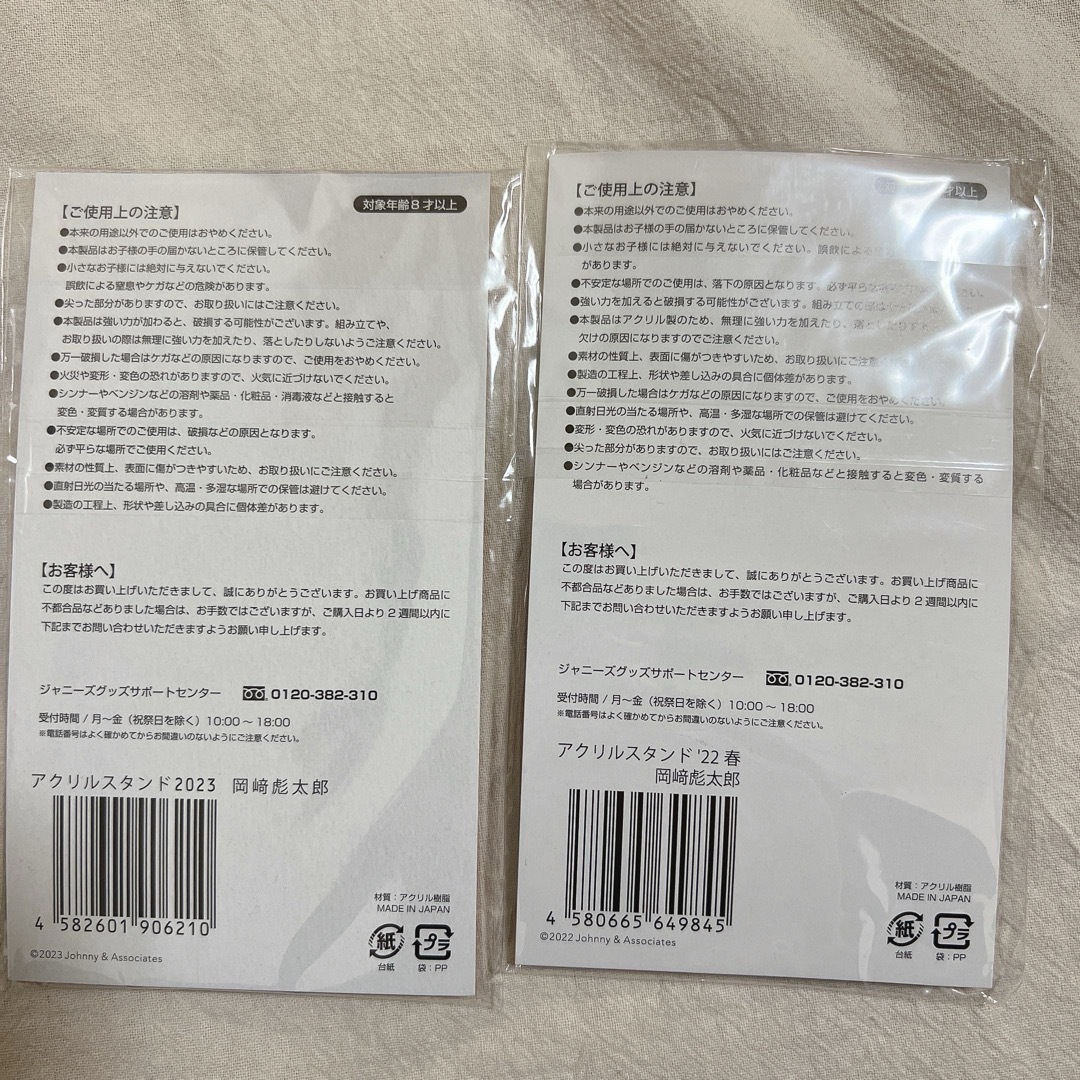 【ご使用上の注意】
対象年齢8才以上
●本来の用途以外でのご使用はおやめください。
●本製品はお子様の手の届かないところに保管してください。
●小さなお子様には絶対に与えないでください。
誤飲による窒息やケガなどの危険があります。
●尖った部分がありますので、お取り扱いにはご注意ください。
●本製品は強い力が加わると、破損する可能性がございます。組み立てや、
お取り扱いの際は無理に強い力を加えたり、落としたりしないようご注意ください。
●万一破損した場合はケガなどの原因になりますので、ご使用をおやめください。
●火災や変形・変色の恐れがありますので、火気に近づけないでください。
●シンナーやベンジンなどの溶剤や薬品・化粧品・消毒液などと接触すると
変色・変質する場合があります。
●不安定な場所でのご使用は、破損などの原因となります。
必ず平らな場所でご使用ください。
●素材の性質上、表面に傷がつきやすいため、お取り扱いにご注意ください。
●直射日光の当たる場所や、高温・多湿な場所での保管は避けてください。
●製造の工程上、形状や差し込みの具合に個体差があります。
【お客様へ】
この度はお買い上げいただきまして、誠にありがとうございます。お買い上げ商品に
不都合品などありました場合は、お手数ではございますが、ご購入日より2週間以内に
下記までお問い合わせいただきますようお願い申し上げます。
ジャニーズグッズサポートセンター 0120-382-310
受付時間 / 月〜金（祝祭日を除く）10:00 〜 18:00
※電話番号はよく確かめてからお間違いのないようにご注意ください。
アクリルスタンド2023 岡﨑彪太郎
4 582601 906210
材質：アクリル樹脂
MADE IN JAPAN
紙
台紙
プラ
袋：PP
©2023 Johnny & Associates
【ご使用上の注意】
才以上
●本来の用途以外でのご使用はおやめください。
●本製品はお子様の手の届かないところに保管してください。
●小さなお子様には絶対に与えないでください。誤飲による
があります。
●不安定な場所でのご使用は、落下の原因となります。必ず平らな
●強い力を加えると破損する可能性がございます。組み立ての際は
●本製品はアクリル製のため、無理に強い力を加えたり、落としたりすると
欠けの原因になりますのでご注意ください。
●素材の性質上、表面に傷がつきやすいため、お取り扱いにご注意ください。
●製造の工程上、形状や差し込みの具合に個体差があります。
●万一破損した場合はケガなどの原因になりますので、ご使用をおやめください。
●直射日光の当たる場所や、高温・多湿な場所での保管は避けてください。
●変形・変色の恐れがありますので、火気に近づけないでください。
●尖った部分がありますので、お取り扱いにはご注意ください。
●シンナーやベンジンなどの溶剤や薬品・化粧品などと接触すると変色・変質する
場合があります。
【お客様へ】
この度はお買い上げいただきまして、誠にありがとうございます。お買い上げ商品に
不都合品などありました場合は、お手数ではございますが、ご購入日より2週間以内に
下記までお問い合わせいただきますようお願い申し上げます。
ジャニーズグッズサポートセンター 0120-382-310
受付時間 / 月〜金（祝祭日を除く）10:00 〜 18:00
※電話番号はよく確かめてからお間違いのないようにご注意ください。
アクリルスタンド '22 春
岡﨑彪太郎
4 580665 649845
材質：アクリル樹脂
MADE IN JAPAN
紙
台紙
プラ
袋：PP
©2022 Johnny & Associates